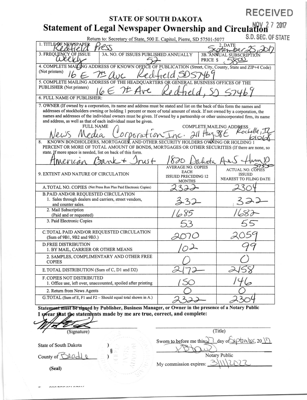 RECEIVED
NOV 27 2017
S.D. SEC. OF STATE
STATE OF SOUTH DAKOTA
Statement of Legal Newspaper Ownership and Circulation
Return to: Secretary of State, 500 E. Capitol, Pierre, SD 57501-5077
1. TITLE OF NEWSPAPER
Redfield Press
2. DATE
3. FREQUENCY OF ISSUE
Weekly
3A. NO. OF ISSUES PUBLISHED ANNUALLY
52
3B. ANNUAL SUBSCRIPTION
PRICE $
4. COMPLETE MAILING ADDRESS OF KNOWN OFFICE OF PUBLICATION (Street, City, County, State and ZIP+4 Code)
(Not printers)
16 E 7th Ave Redfield SD 57469
5. COMPLETE MAILING ADDRESS OF THE HEADQUARTERS OR GENERAL BUSINESS OFFICES OF THE
PUBLISHER (Not printers)
16 E 7th Ave Redfield, SD 57469
6. FULL NAME OF PUBLISHER:
7. OWNER (If owned by a corporation, its name and address must be stated and also the names and
addresses of stockholders owning or holding 1 percent or more of total amount of stock. If not owned by a corporation, the
names and addresses of the individual owners must be given. If owned by a partnership or other unincorporated firm, its name
and address, as well as that of each individual must be given.
FULL NAME
COMPLETE MAILING ADDRESS
News Media Corporation Inc. 211 Hwy 38 E Rochelle, IL
8. KNOWN BONDHOLDERS, MORTGAGEE AND OTHER SECURITY HOLDERS OWNING OR HOLDING 1
PERCENT OR MORE OF TOTAL AMOUNT OF BONDS, MORTGAGES OR OTHER SECURITIES (If there are none, so
state. If more space is needed, list on back of this form.
American Bank & Trust 1820 Dakota Ave S - Huron SD
9. EXTENT AND NATURE OF CIRCULATION
AVERAGE NO. COPIES
EACH
ISSUED PRECEDING 12
MONTHS
ACTUAL NO. COPIES
ISSUED
NEAREST TO FILING DATE
A. TOTAL NO. COPIES (Net Press Run Plus Paid Electronic Copies)
2322
2304
B. PAID AND/OR REQUESTED CIRCULATION
1. Sales through dealers and carriers, street vendors,
and counter sales
332
322
2. Mail Subscription
(Paid and or requested)
1685
1682
3. Paid Electronic Copies
53
55
C. TOTAL PAID AND/OR REQUESTED CIRCULATION
(Sum of 9B1, 9B2 and 9B3.)
2070
2059
D. FREE DISTRIBUTION
1. BY MAIL, CARRIER OR OTHER MEANS
102
99
2. SAMPLES, COMPLIMENTARY AND OTHER FREE
COPIES
0
0
E. TOTAL DISTRIBUTION (Sum of C, D1 and D2)
2172
2158
F. COPIES NOT DISTRIBUTED
1. Office use, left over, unaccounted, spoiled after printing
150
146
2. Return from News Agents
0
0
G. TOTAL (Sum of E, F1 and F2 - Should equal total shown in A.)
2322
2304
Statement must be signed by Publisher, Business Manager, or Owner in the presence of a Notary Public
I swear that the statements made by me are true, correct, and complete:
(Signature)
(Title)
State of South Dakota
County of Beadle
(Seal)
Sworn to before me this 27 day of September, 2017
Notary Public
My commission expires: 3/11/2022